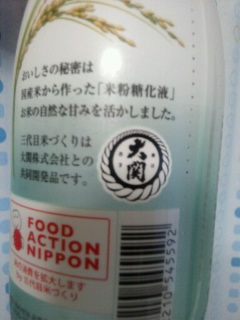 おいしさの秘密は
国産米から作った「米粉糖化液」
お米の自然な甘みを活かしました。
三代目米づくりは
大関株式会社との
共同開発品です。
大関
FOOD
ACTION
NIPPON